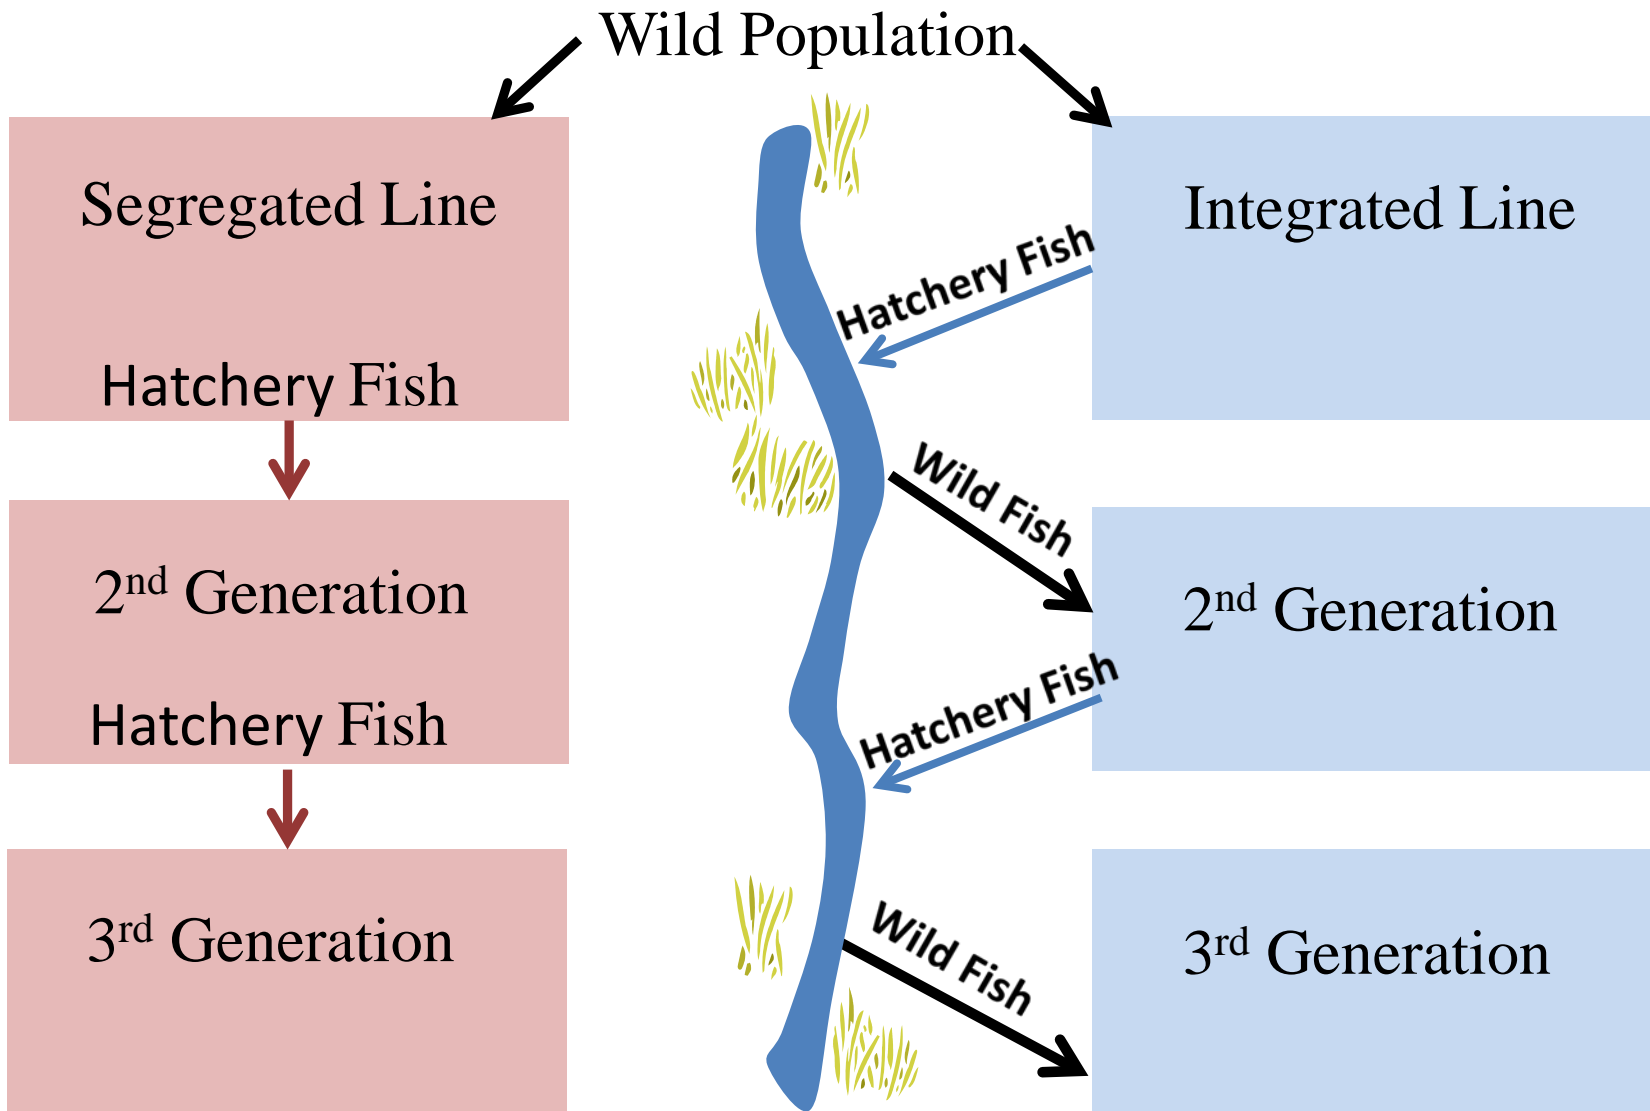 Wild Population
Segregated Line
Hatchery Fish
2nd Generation
Hatchery Fish
3rd Generation
Hatchery Fish
Wild Fish
Hatchery Fish
Wild Fish
Integrated Line
2nd Generation
3rd Generation